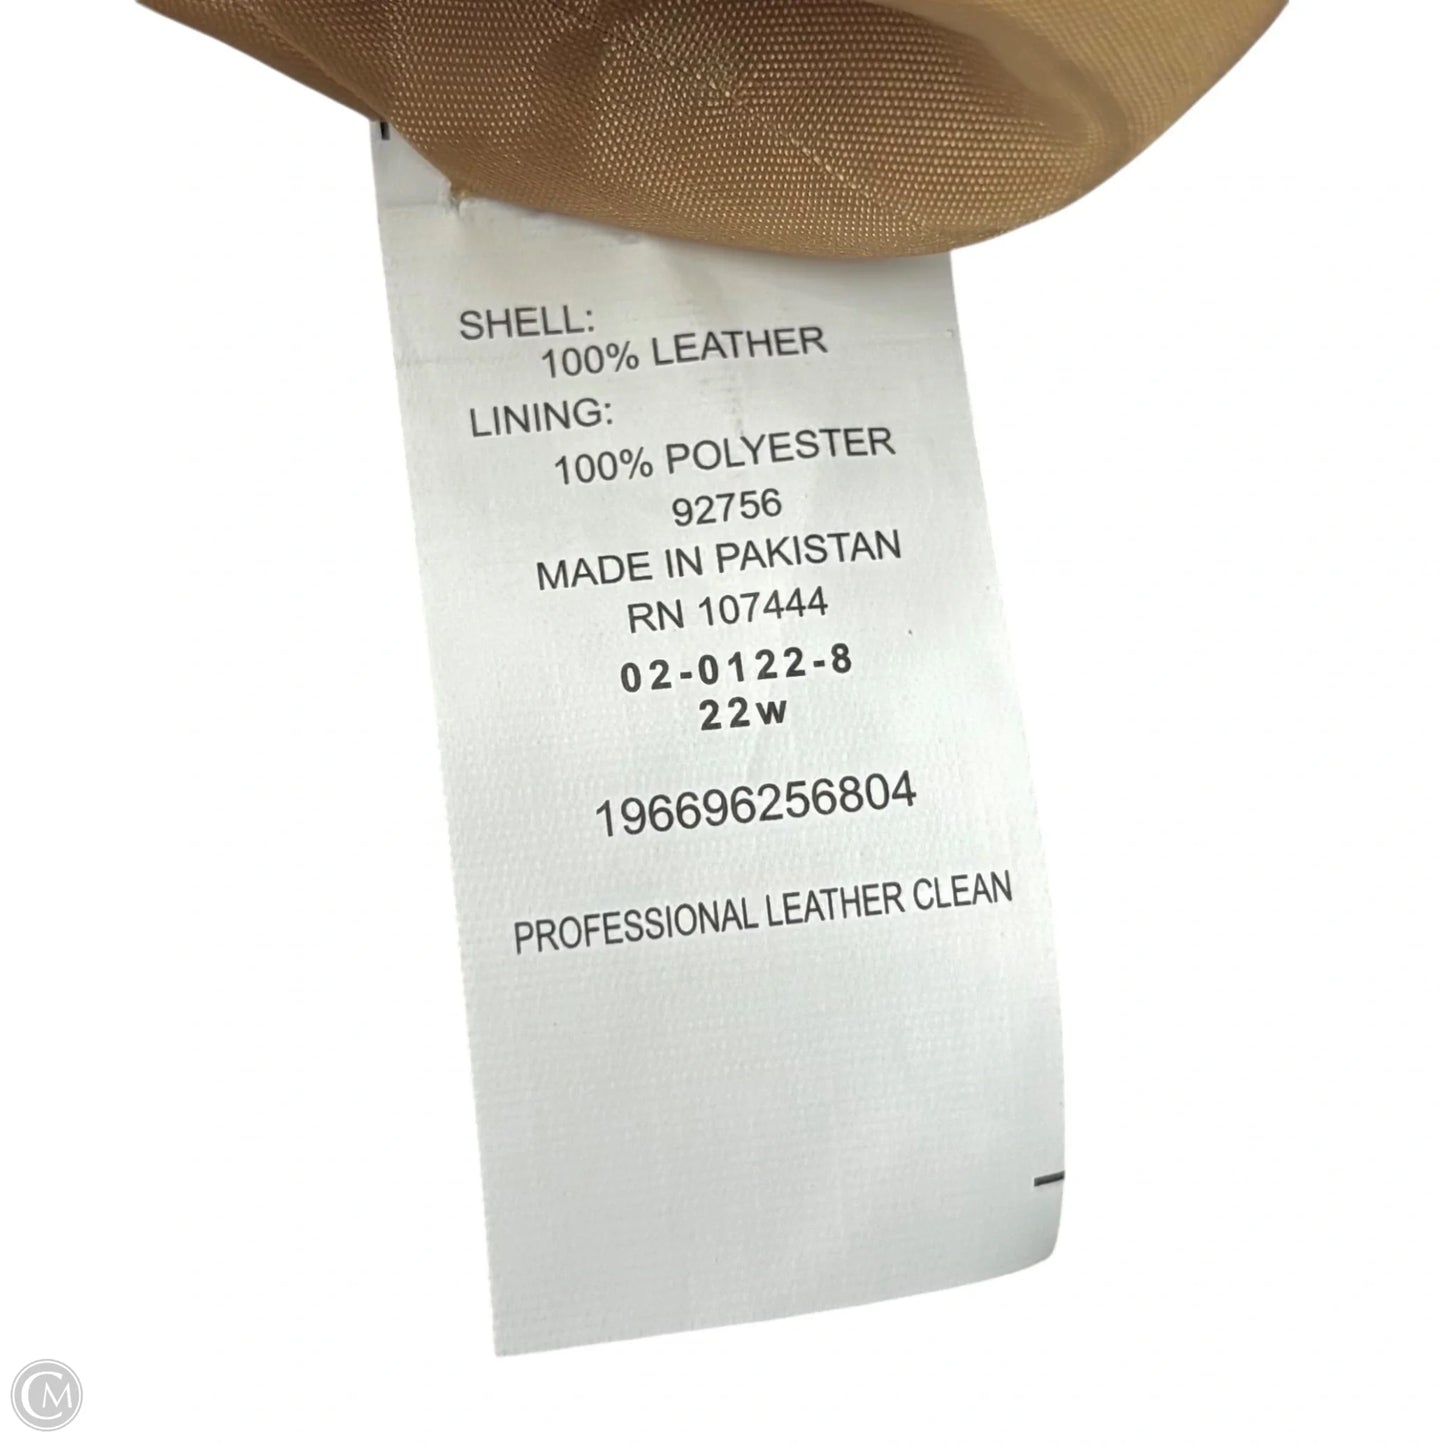 SHELL:
100% LEATHER
LINING:
100% POLYESTER
92756
MADE IN PAKISTAN
RN 107444
02-0122-8
22w
196696256804
PROFESSIONAL LEATHER CLEAN
CM